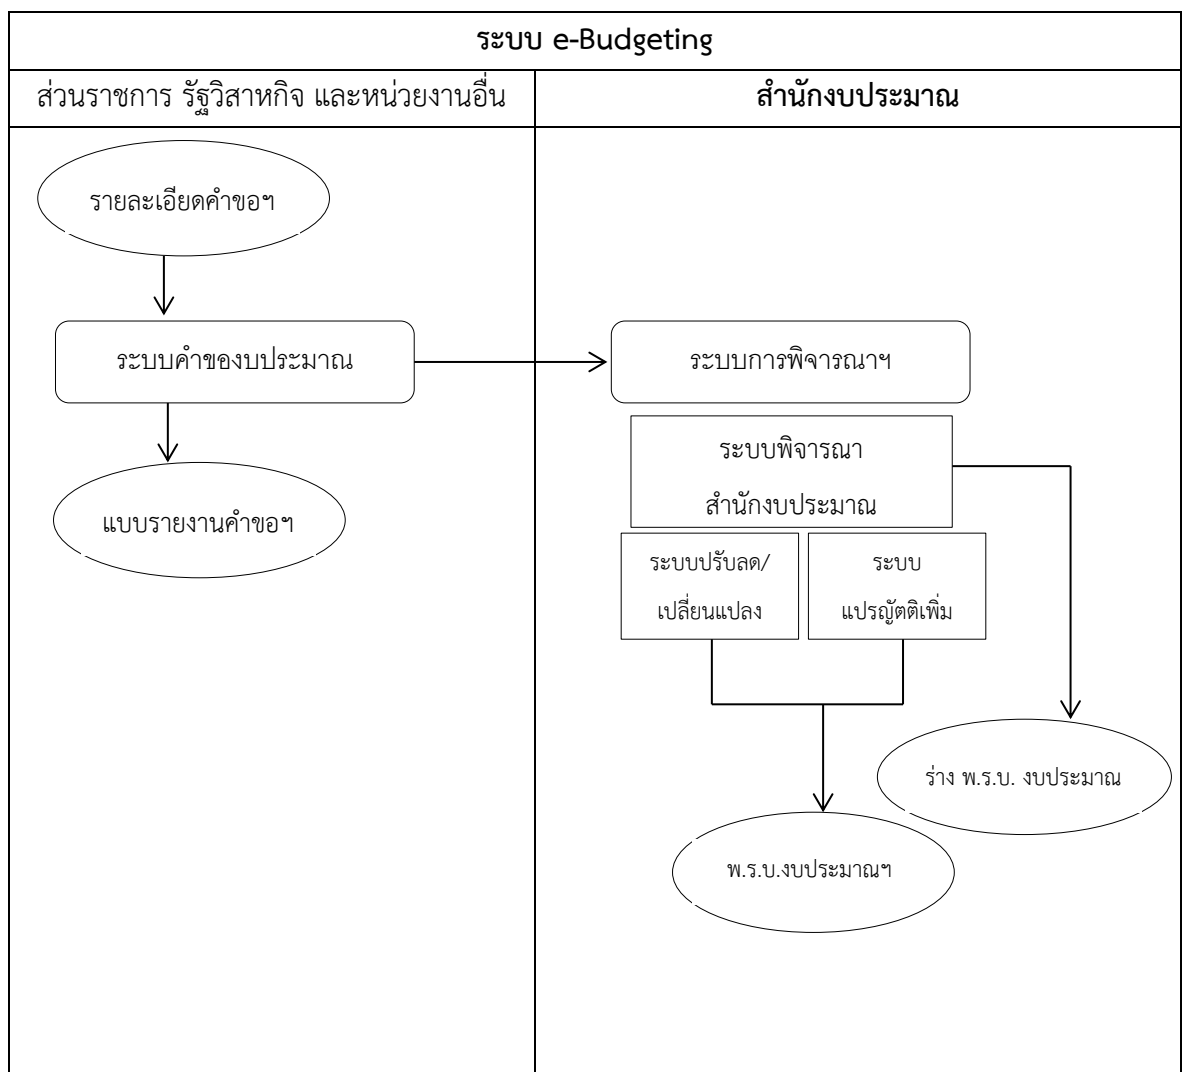 ระบบ e-Budgeting
ส่วนราชการ รัฐวิสาหกิจ และหน่วยงานอื่น
สำนักงบประมาณ
รายละเอียดคำขอฯ
ระบบคำของบประมาณ
ระบบการพิจารณาฯ
ระบบพิจารณา
สำนักงบประมาณ
แบบรายงานคำขอฯ
ระบบปรับลด/
เปลี่ยนแปลง
ระบบ
แปรญัตติเพิ่ม
ร่าง พ.ร.บ. งบประมาณ
พ.ร.บ.งบประมาณฯ